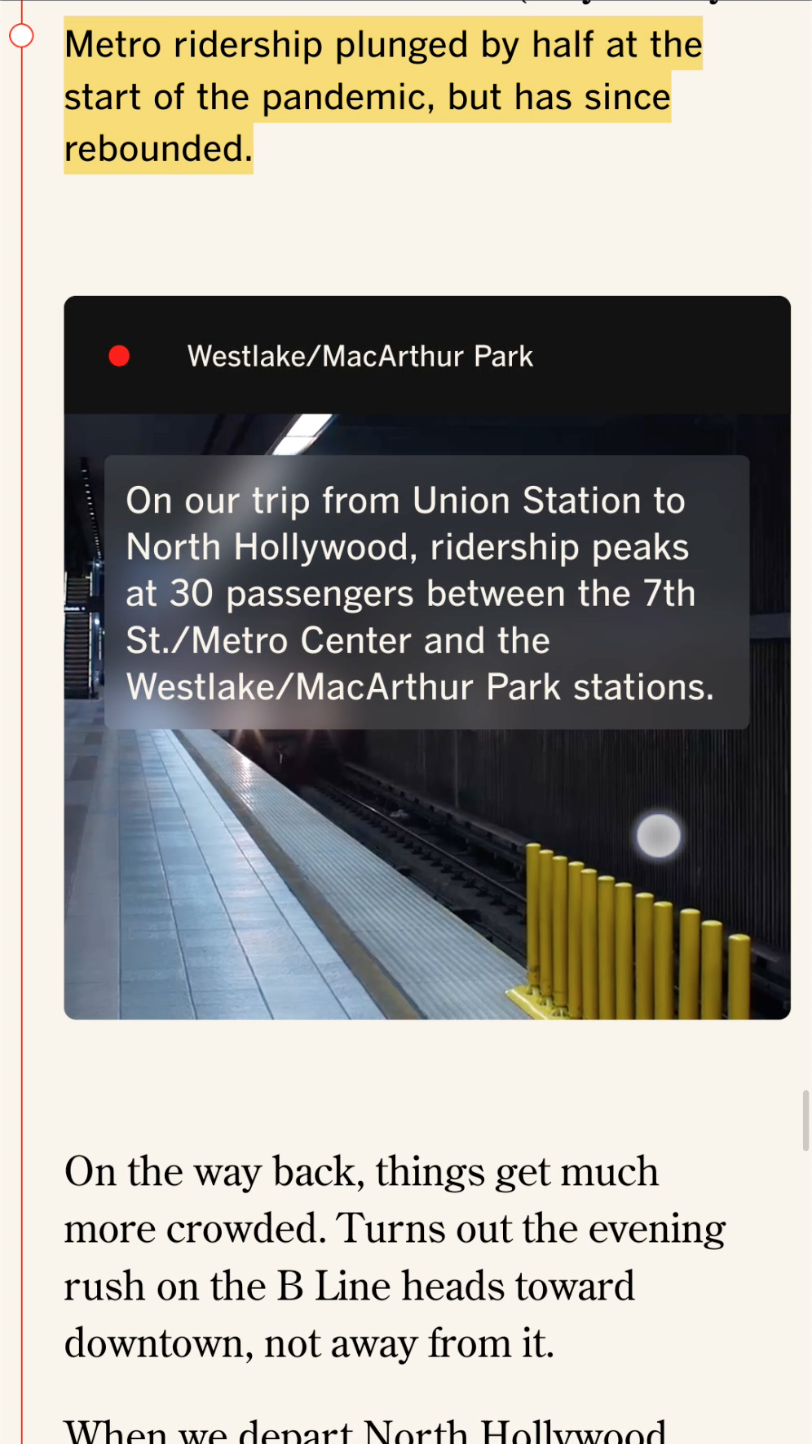 Metro ridership plunged by half at the
start of the pandemic, but has since
rebounded.
Westlake/MacArthur Park
On our trip from Union Station to
North Hollywood, ridership peaks
at 30 passengers between the 7th
St./Metro Center and the
Westlake/MacArthur Park stations.
On the way back, things get much
more crowded. Turns out the evening
rush on the B Line heads toward
downtown, not away from it.
When we depart North Hollywood